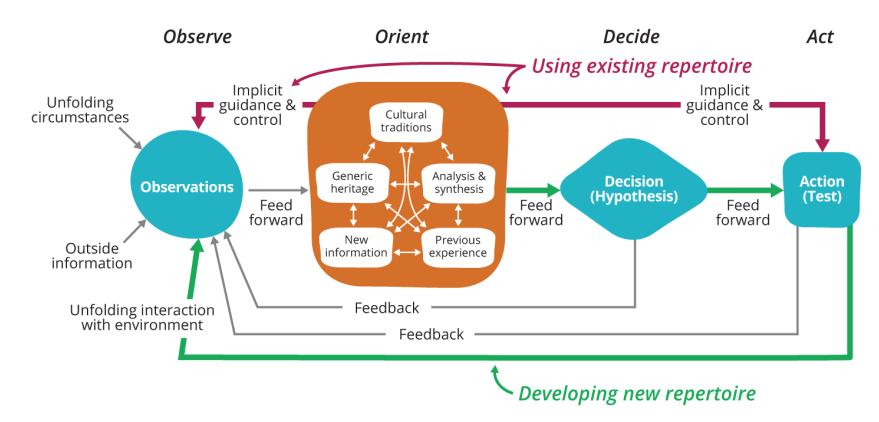 Observe
Orient
Decide
Act
Using existing repertoire
Implicit
guidance &
control
Implicit
guidance &
control
Unfolding
circumstances
Observations
Outside
information
Feed
forward
Cultural
traditions
Generic
heritage
Analysis &
synthesis
New
information
Previous
experience
Feed
forward
Decision
(Hypothesis)
Feed
forward
Action
(Test)
Unfolding interaction
with environment
Feedback
Feedback
Developing new repertoire